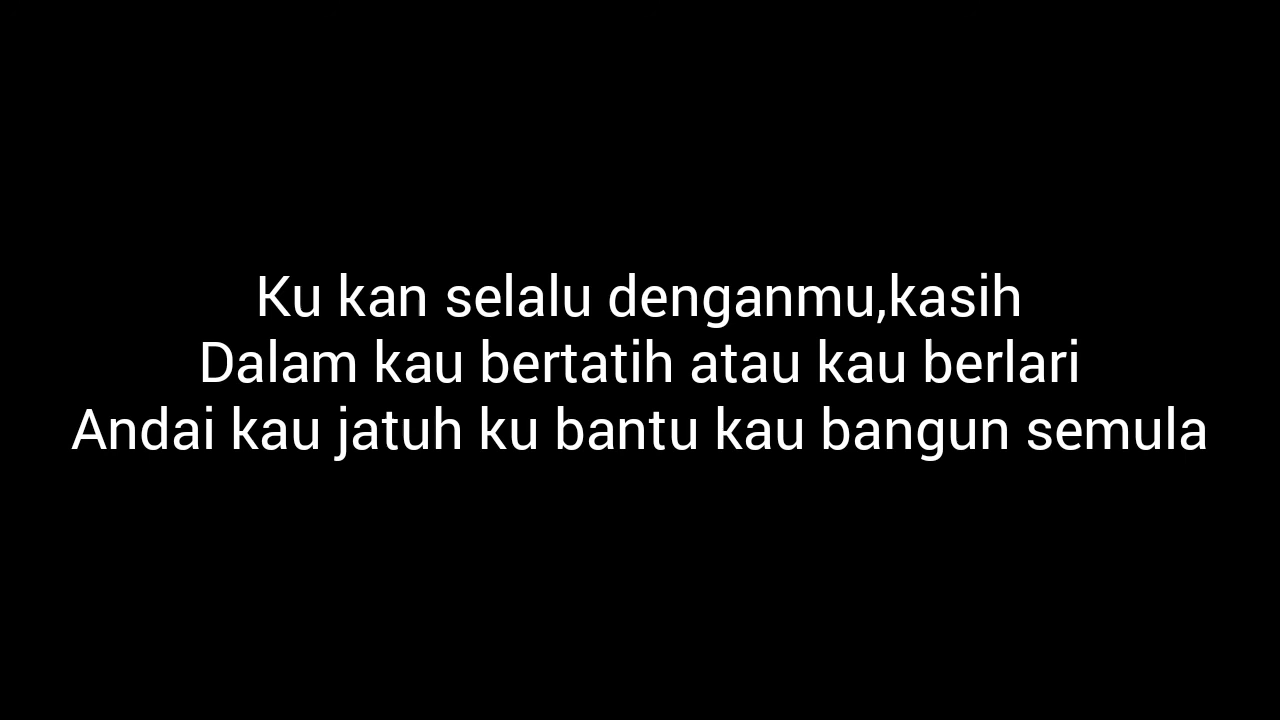 Ku kan selalu denganmu,kasih
Dalam kau bertatih atau kau berlari
Andai kau jatuh ku bantu kau bangun semula